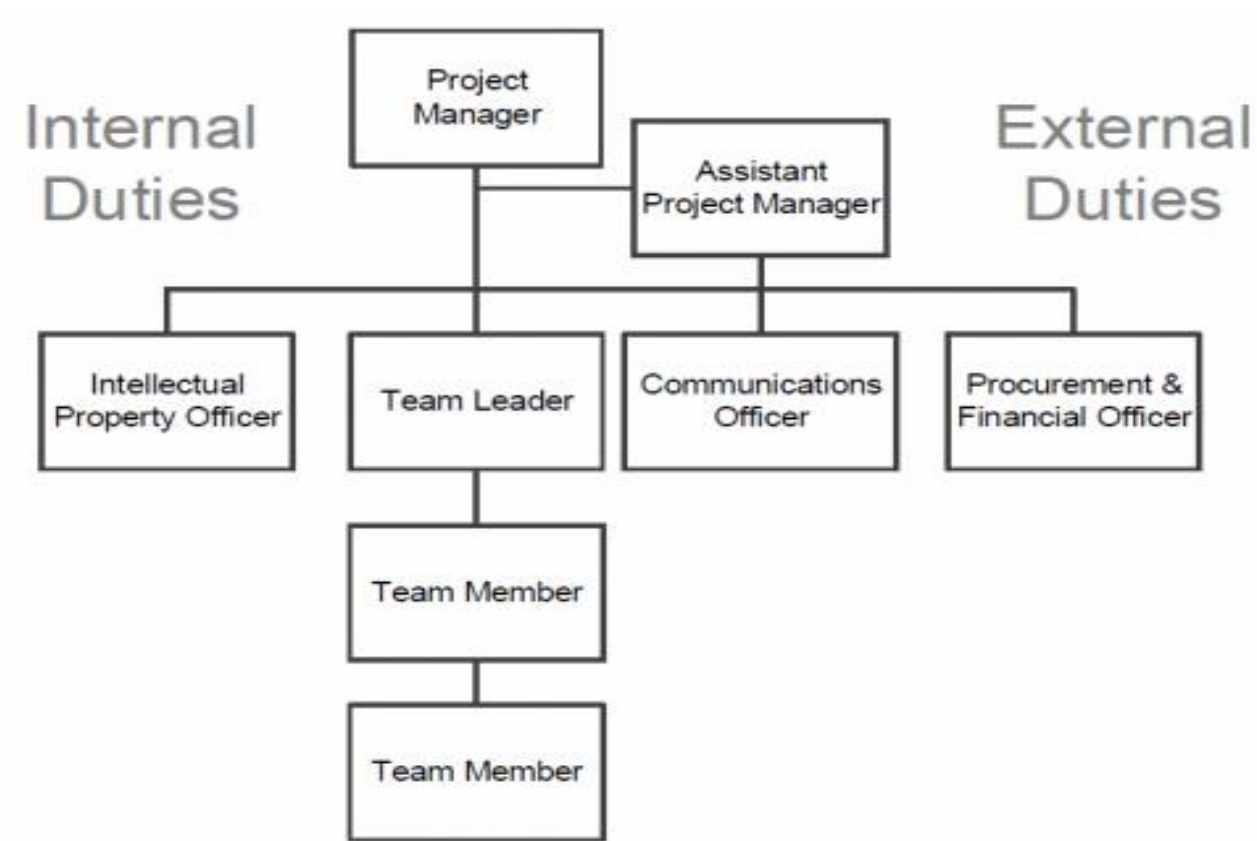 Project
Manager
Internal
Duties
External
Duties
Assistant
Project Manager
Intellectual
Property Officer
Team Leader
Communications
Officer
Procurement &
Financial Officer
Team Member
Team Member